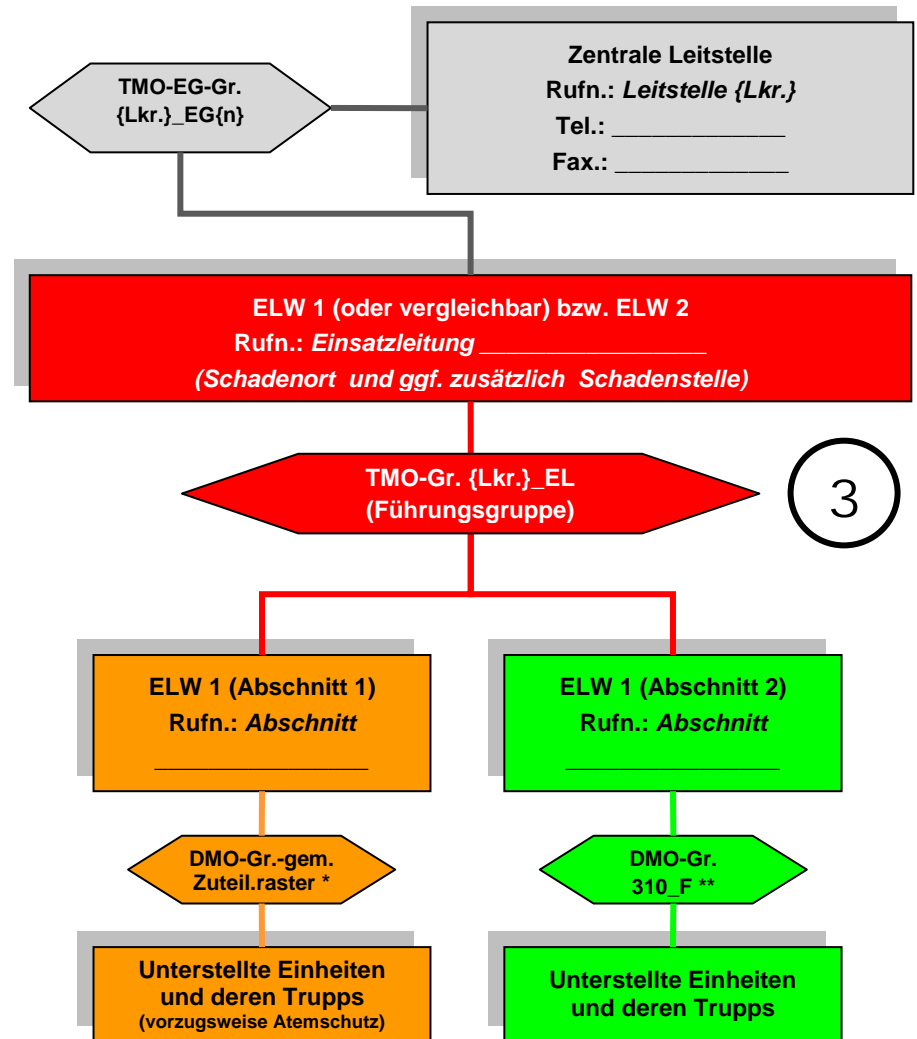 TMO-EG-Gr.
{Lkr.}_EG{n}
Zentrale Leitstelle
Rufn.: Leitstelle {Lkr.}
Tel.: _____________
Fax.: _____________
ELW 1 (oder vergleichbar) bzw. ELW 2
Rufn.: Einsatzleitung _________________
(Schadenort und ggf. zusätzlich Schadenstelle)
TMO-Gr. {Lkr.}_EL
(Führungsgruppe)
3
ELW 1 (Abschnitt 1)
Rufn.: Abschnitt
_________________
ELW 1 (Abschnitt 2)
Rufn.: Abschnitt
_________________
DMO-Gr.-gem.
Zuteil.raster *
DMO-Gr.
310_F **
Unterstellte Einheiten
und deren Trupps
(vorzugsweise Atemschutz)
Unterstellte Einheiten
und deren Trupps